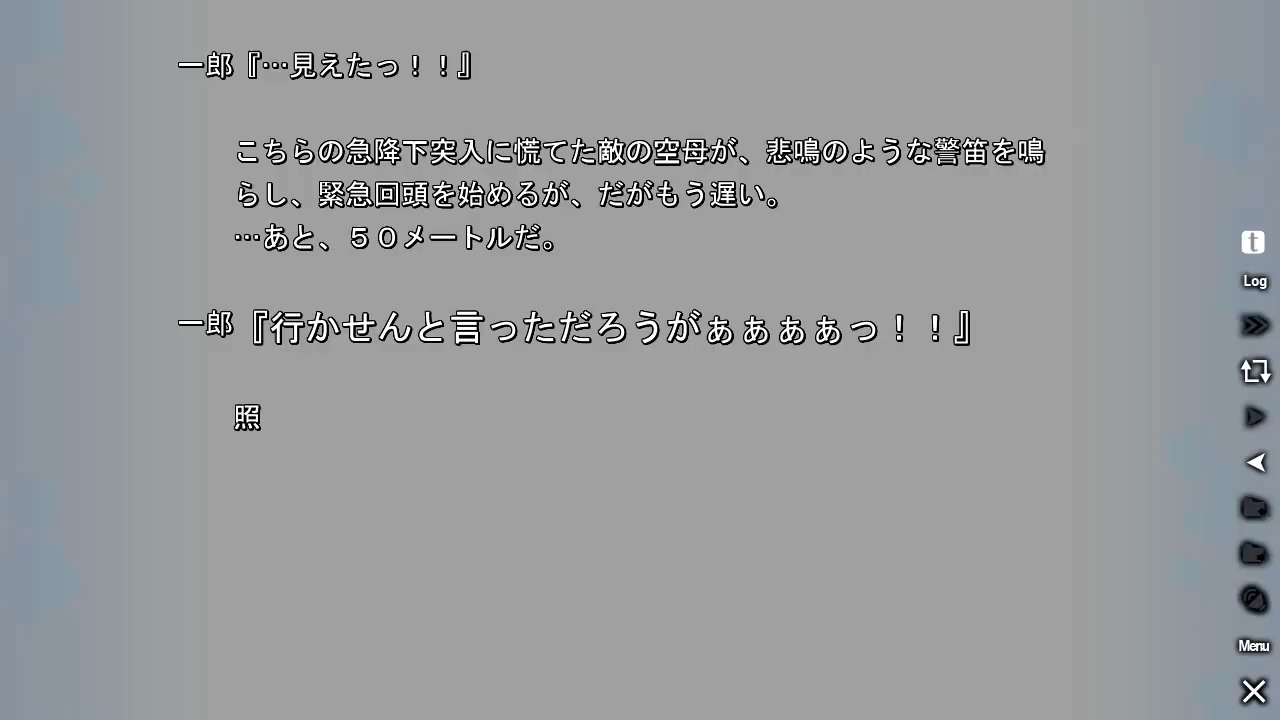 一郎『…見えたっ！！』
こちらの急降下突入に慌てた敵の空母が、悲鳴のような警笛を鳴
らし、緊急回頭を始めるが、だがもう遅い。
…あと、５０メートルだ。
一郎『行かせんと言っただろうがぁぁぁぁっ！！』
照
t
Log
Menu